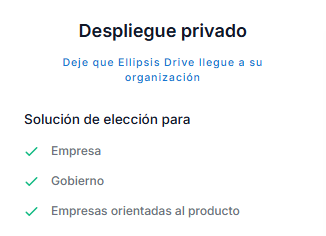 Despliegue privado
Deje que Ellipsis Drive llegue a su
organización
Solución de elección para
Empresa
Gobierno
Empresas orientadas al producto